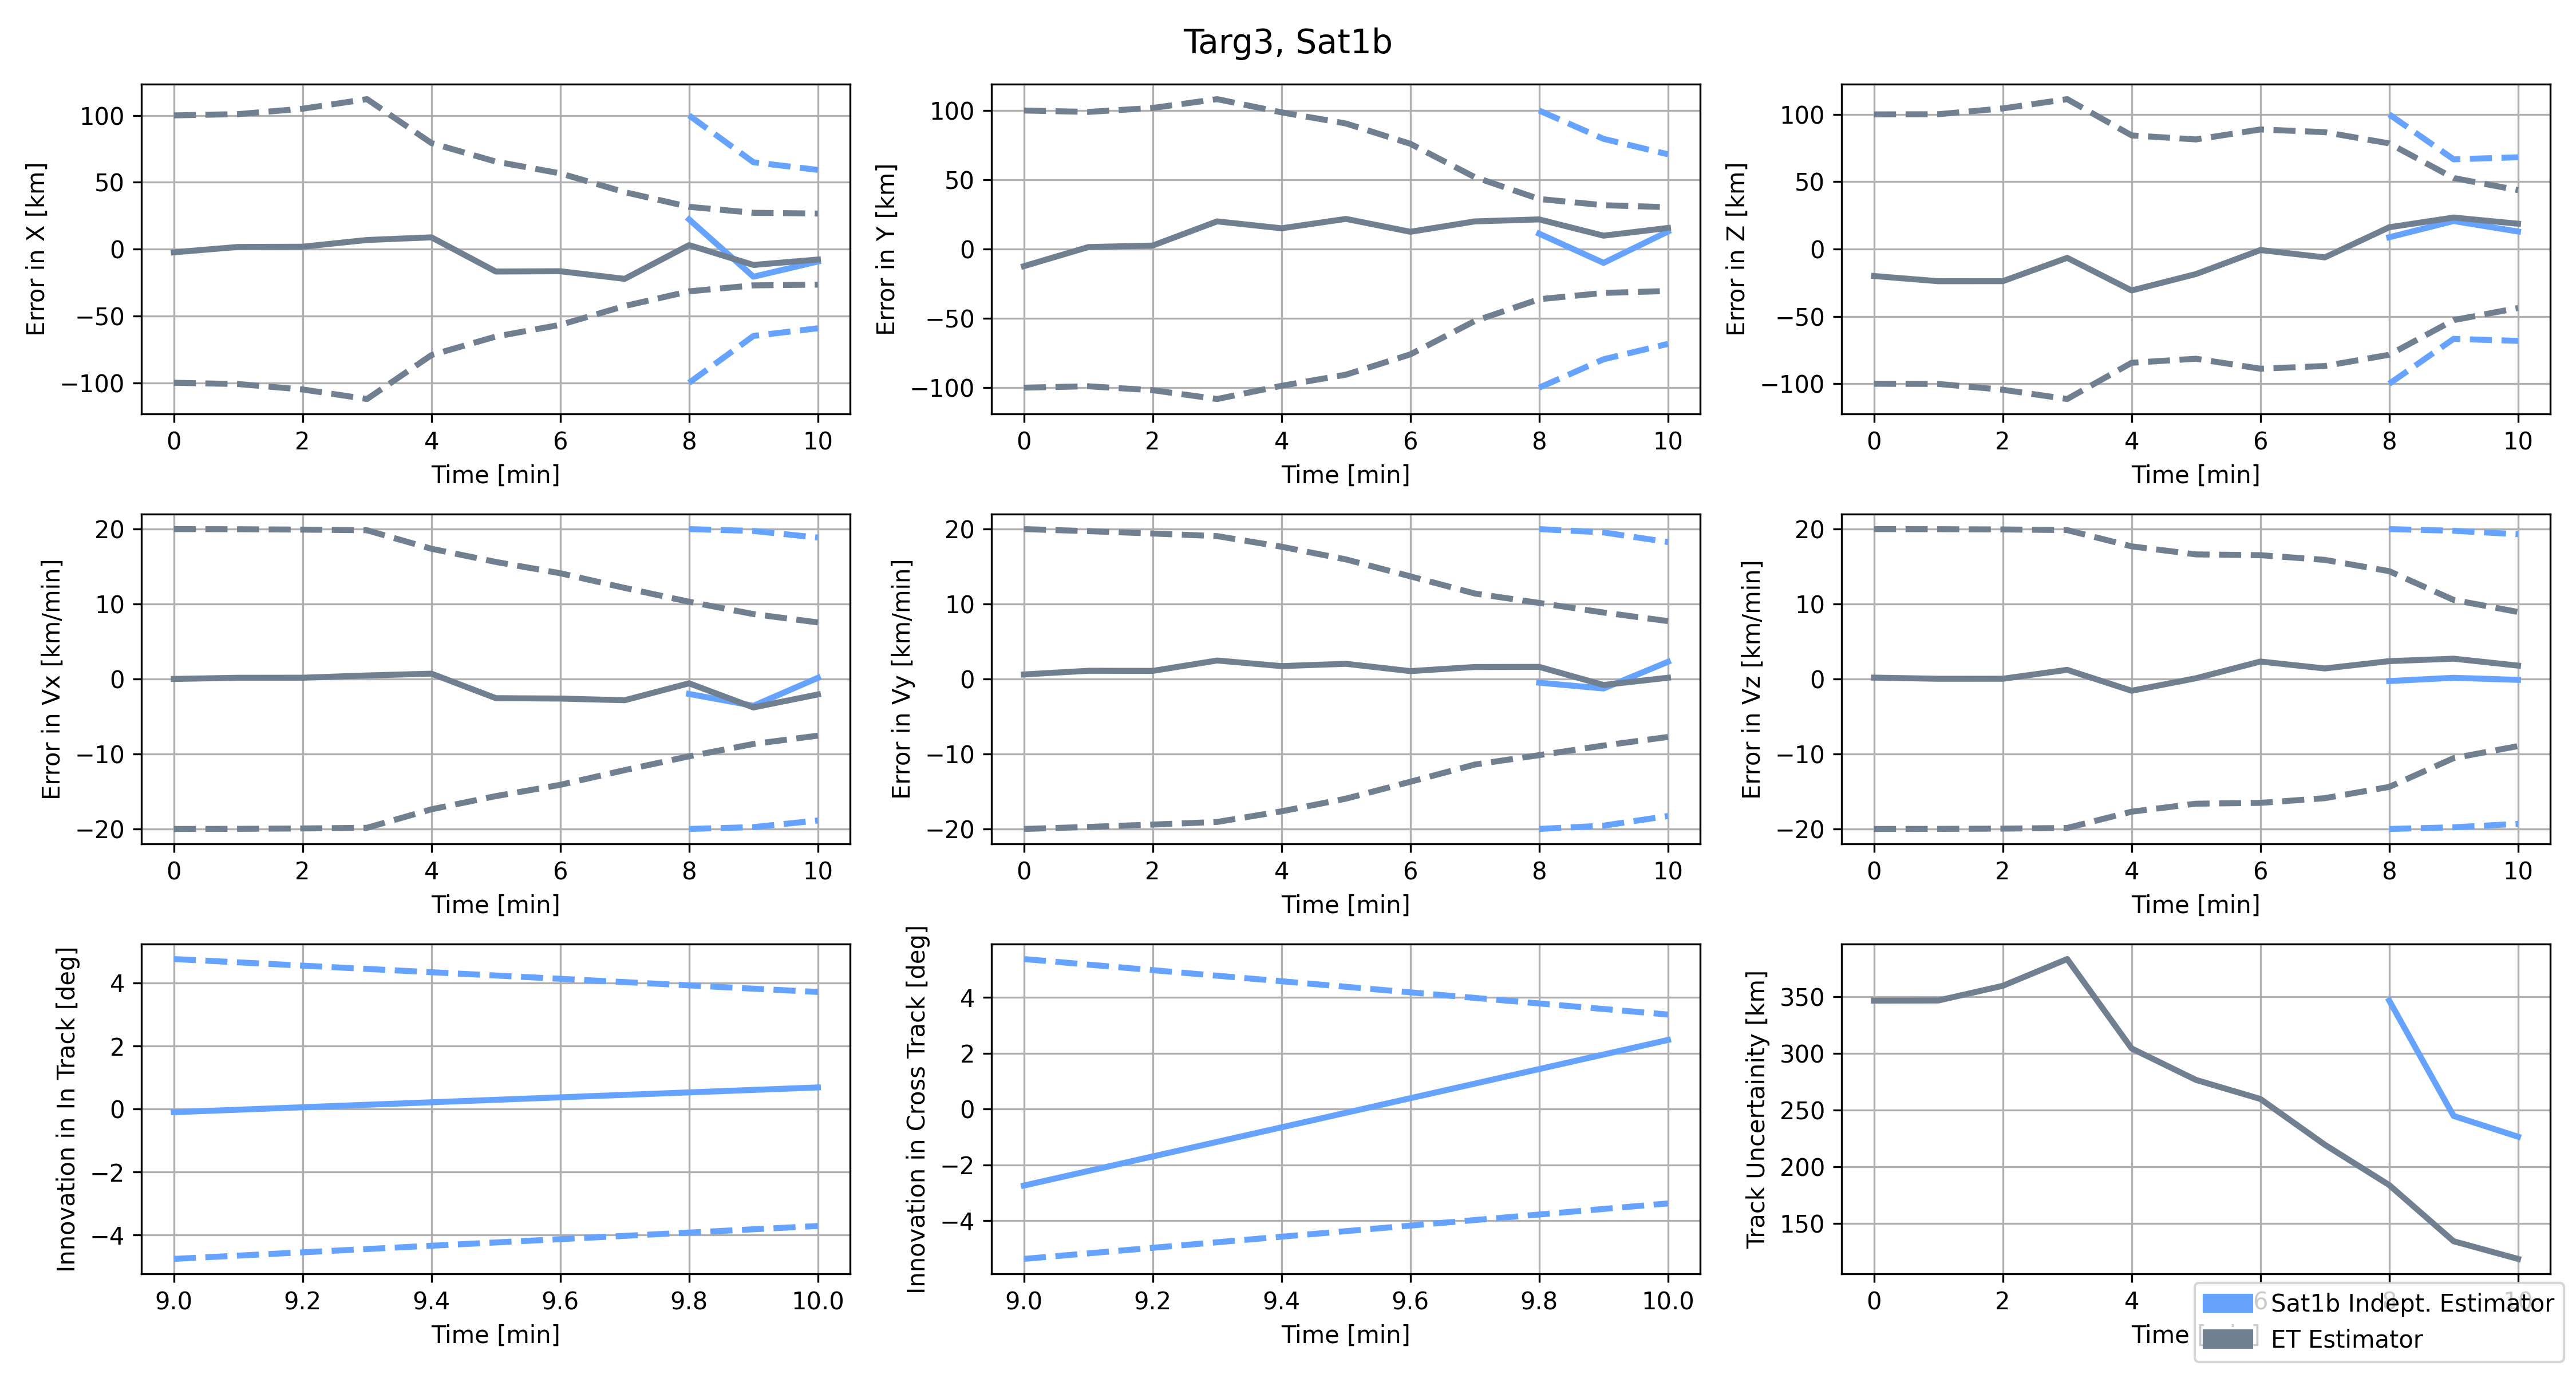 Targ3, Sat1b
Error in X [km]
100
50
0
−50
−100
0 2 4 6 8 10
Time [min]
Error in Y [km]
100
50
0
−50
−100
0 2 4 6 8 10
Time [min]
Error in Z [km]
100
50
0
−50
−100
0 2 4 6 8 10
Time [min]
Error in Vx [km/min]
20
10
0
−10
−20
0 2 4 6 8 10
Time [min]
Error in Vy [km/min]
20
10
0
−10
−20
0 2 4 6 8 10
Time [min]
Error in Vz [km/min]
20
10
0
−10
−20
0 2 4 6 8 10
Time [min]
Innovation in In Track [deg]
4
2
0
−2
−4
9.0 9.2 9.4 9.6 9.8 10.0
Time [min]
Innovation in Cross Track [deg]
4
2
0
−2
−4
9.0 9.2 9.4 9.6 9.8 10.0
Time [min]
Track Uncertainity [km]
350
300
250
200
150
0 2 4 6 8 10
Time
Sat1b Indept. Estimator
ET Estimator